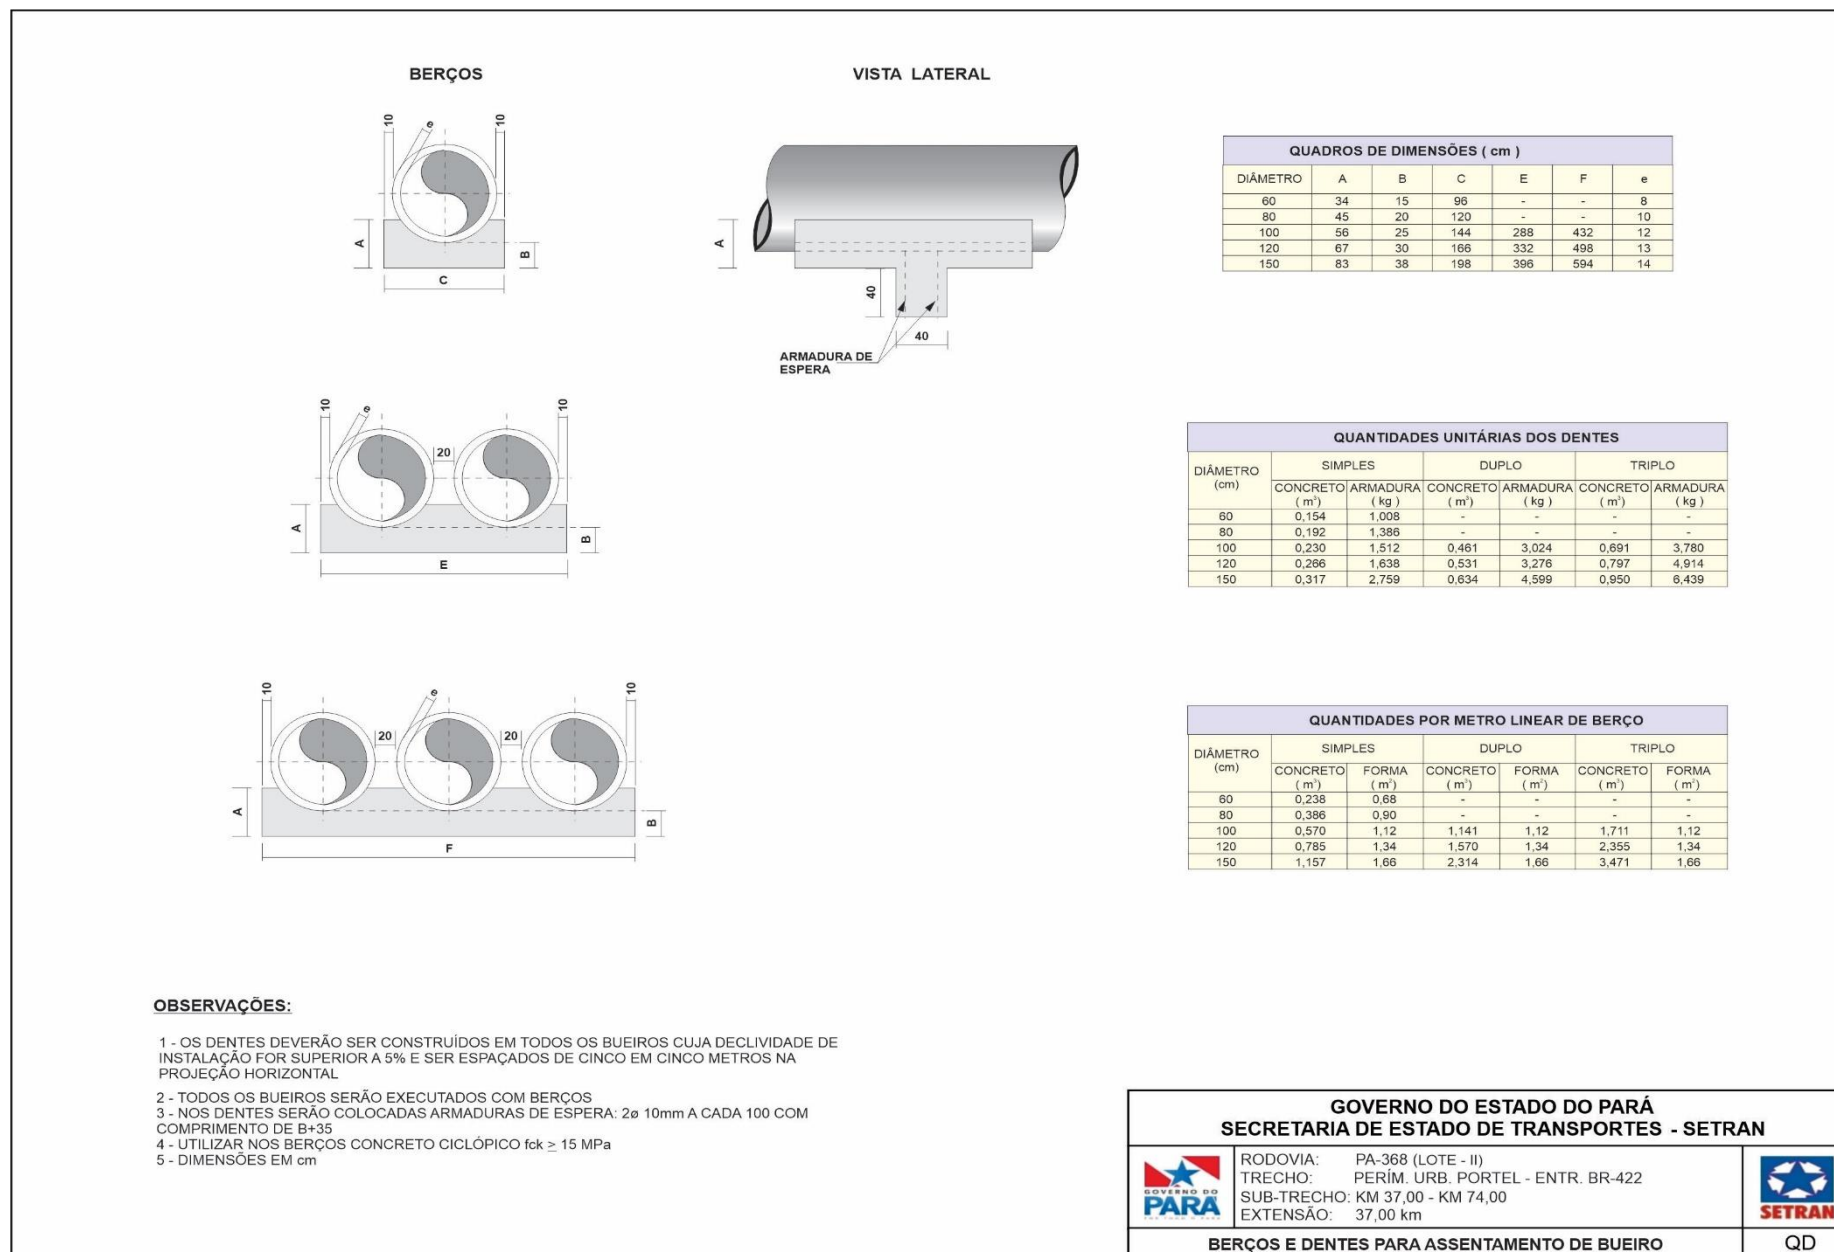 BERÇOS
VISTA LATERAL
10
e
10
A
B
C
A
40
40
ARMADURA DE
ESPERA
QUADROS DE DIMENSÕES ( cm )
DIÂMETRO A B C E F e
60 34 15 96 - - 8
80 45 20 120 - - 10
100 56 25 144 288 432 12
120 67 30 166 332 498 13
150 83 38 198 396 594 14
10
e
20
10
A
B
E
QUANTIDADES UNITÁRIAS DOS DENTES
DIÂMETRO
(cm)
SIMPLES DUPLO TRIPLO
CONCRETO ARMADURA CONCRETO ARMADURA CONCRETO ARMADURA
( m³) ( kg ) ( m³) ( kg ) ( m³) ( kg )
60 0,154 1,008 - - - -
80 0,192 1,386 - - - -
100 0,230 1,512 0,461 3,024 0,691 3,780
120 0,266 1,638 0,531 3,276 0,797 4,914
150 0,317 2,759 0,634 4,599 0,950 6,439
10
20
e
20
10
A
B
F
QUANTIDADES POR METRO LINEAR DE BERÇO
DIÂMETRO
(cm)
SIMPLES DUPLO TRIPLO
CONCRETO FORMA CONCRETO FORMA CONCRETO FORMA
( m³) ( m²) ( m³) ( m²) ( m³) ( m²)
60 0,238 0,68 - - - -
80 0,386 0,90 - - - -
100 0,570 1,12 1,141 1,12 1,711 1,12
120 0,785 1,34 1,570 1,34 2,355 1,34
150 1,157 1,66 2,314 1,66 3,471 1,66
OBSERVAÇÕES:
1 - OS DENTES DEVERÃO SER CONSTRUÍDOS EM TODOS OS BUEIROS CUJA DECLIVIDADE DE
INSTALAÇÃO FOR SUPERIOR A 5% E SER ESPAÇADOS DE CINCO EM CINCO METROS NA
PROJEÇÃO HORIZONTAL
2 - TODOS OS BUEIROS SERÃO EXECUTADOS COM BERÇOS
3 - NOS DENTES SERÃO COLOCADAS ARMADURAS DE ESPERA: 2ø 10mm A CADA 100 COM
COMPRIMENTO DE B+35
4 - UTILIZAR NOS BERÇOS CONCRETO CICLÓPICO fck ≥ 15 MPa
5 - DIMENSÕES EM cm
GOVERNO DO ESTADO DO PARÁ
SECRETARIA DE ESTADO DE TRANSPORTES - SETRAN
GOVERNO DO
PARÁ
RODOVIA: PA-368 (LOTE - II)
TRECHO: PERÍM. URB. PORTEL - ENTR. BR-422
SUB-TRECHO: KM 37,00 - KM 74,00
EXTENSÃO: 37,00 km
SETRAN
BERÇOS E DENTES PARA ASSENTAMENTO DE BUEIRO
QD